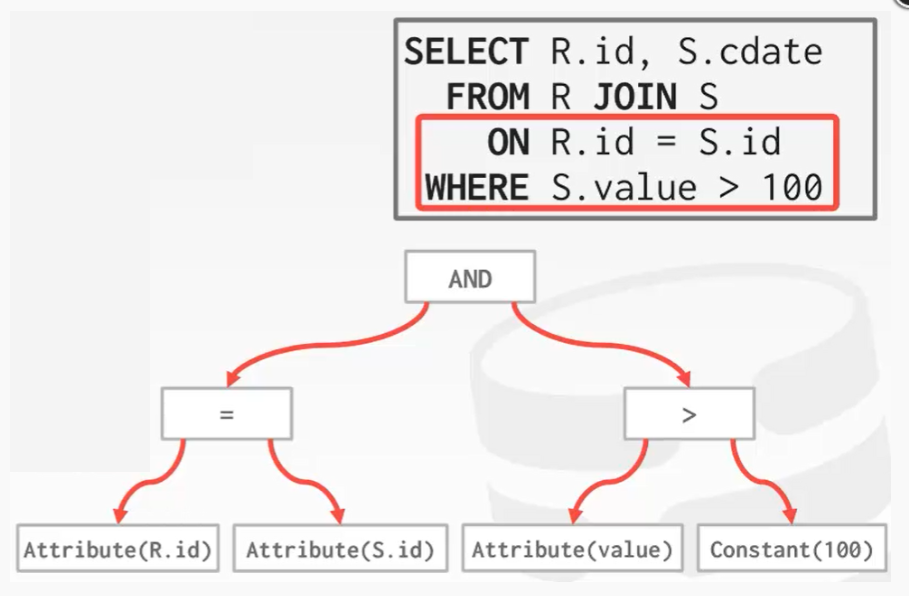 SELECT R.id, S.cdate
FROM R JOIN S
ON R.id = S.id
WHERE S.value > 100
AND
=
>
Attribute(R.id)
Attribute(S.id)
Attribute(value)
Constant(100)